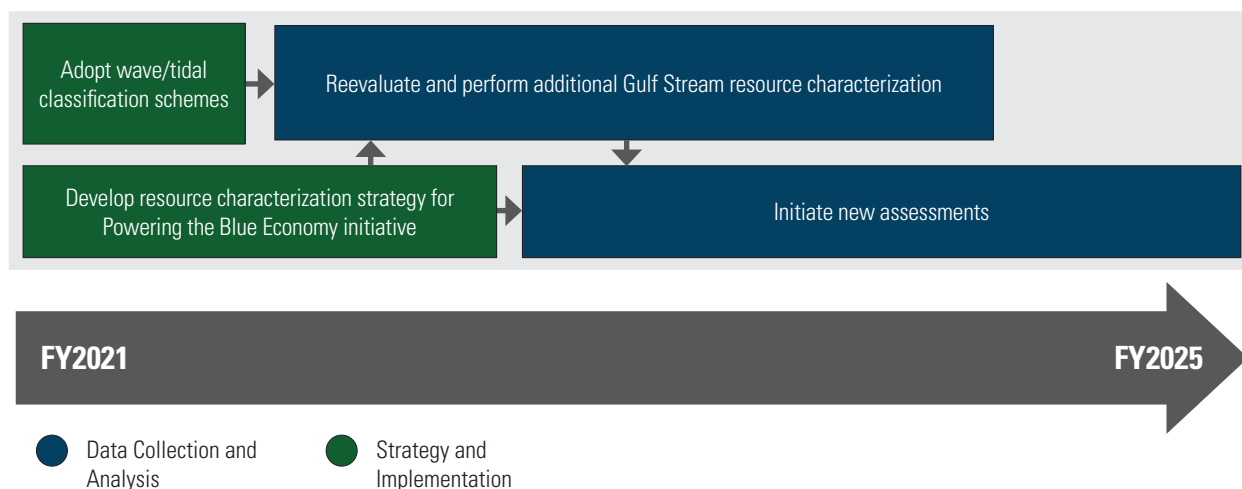 Adopt wave/tidal
classification schemes
Reevaluate and perform additional Gulf Stream resource characterization
Develop resource characterization strategy for
Powering the Blue Economy initiative
Initiate new assessments
FY2021
FY2025
Data Collection and
Analysis
Strategy and
Implementation